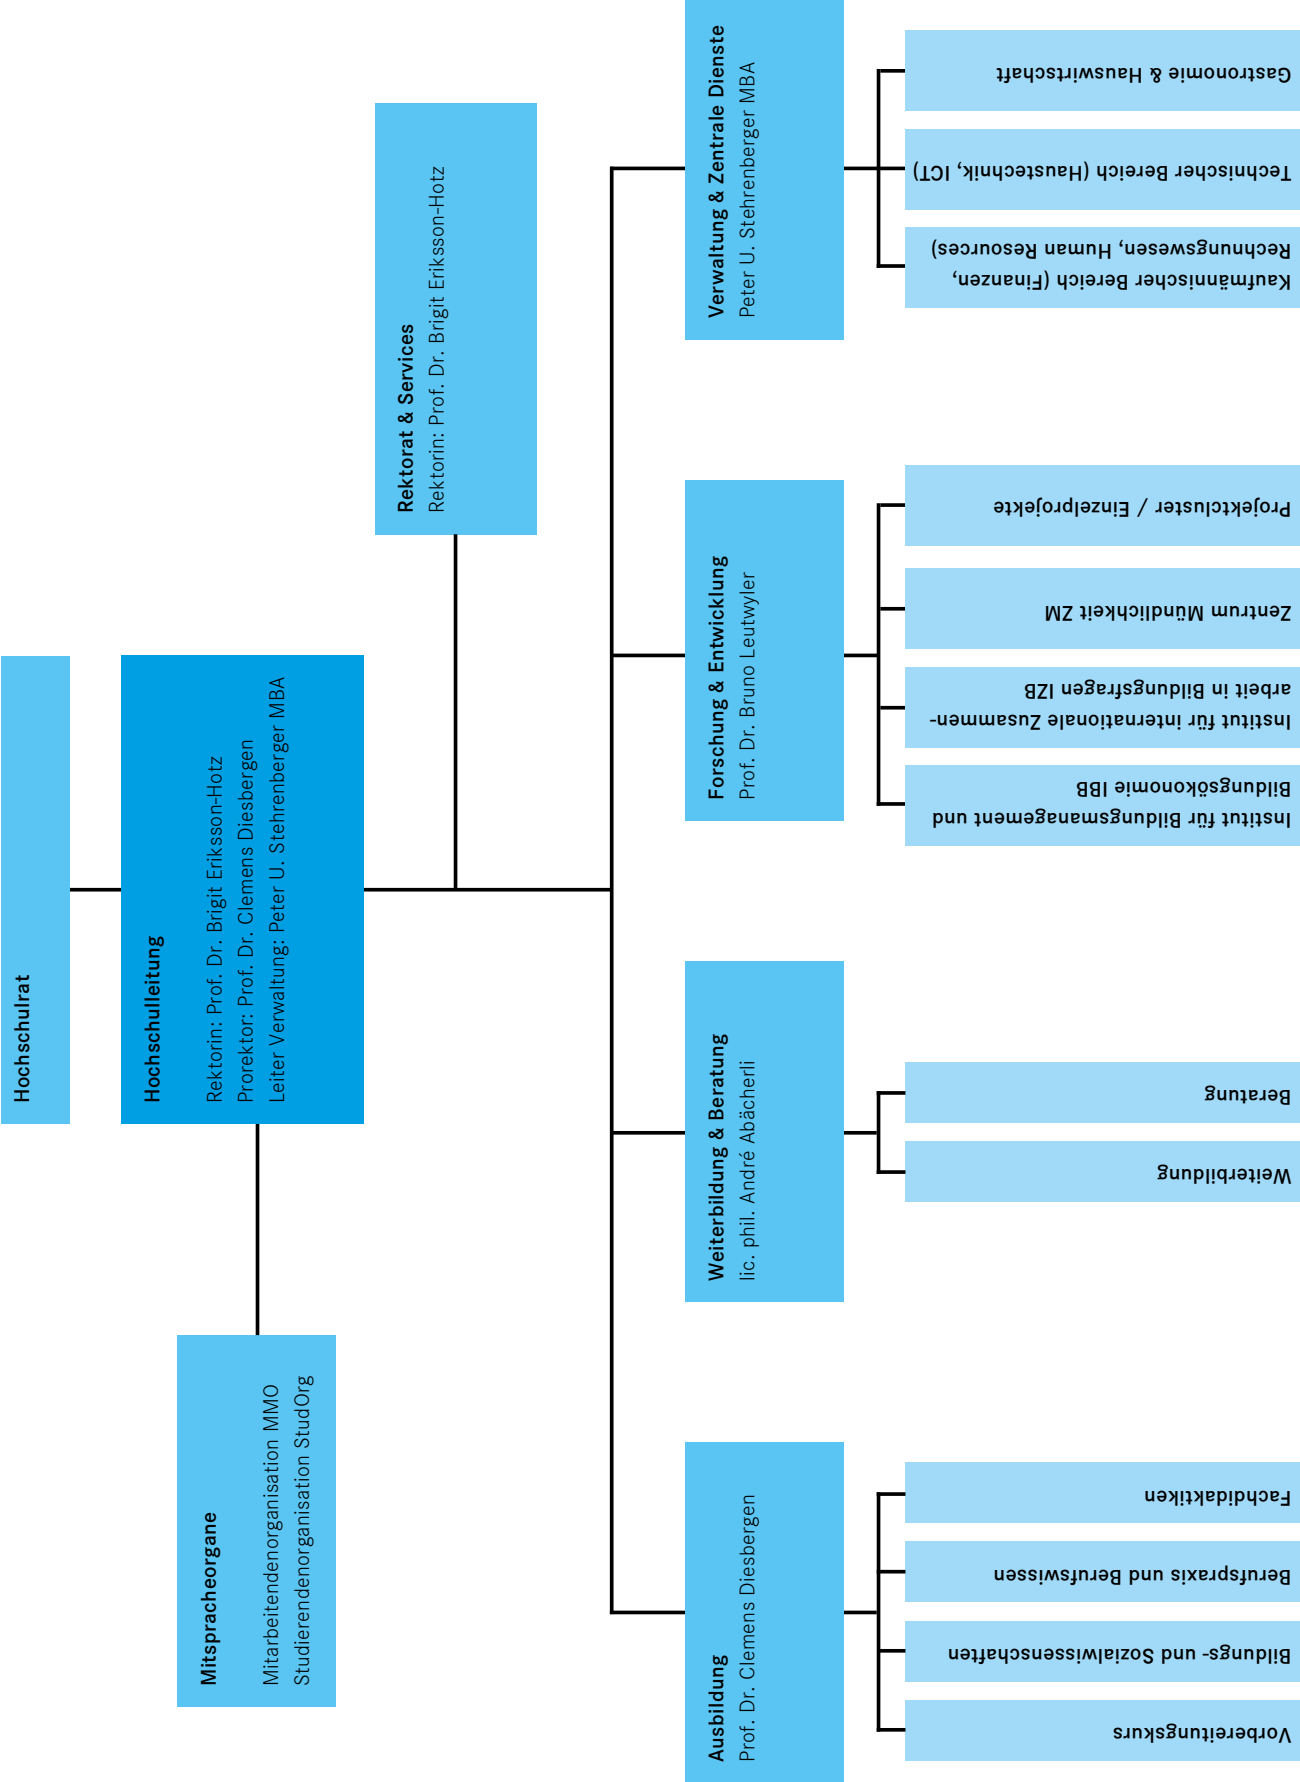 Hochschulrat
Hochschulleitung
Rektorin: Prof. Dr. Brigit Eriksson-Hotz
Prorektor: Prof. Dr. Clemens Diesbergen
Leiter Verwaltung: Peter U. Stehrenberger MBA
Mitspracheorgane
Mitarbeitendenorganisation MMO
Studierendenorganisation StudOrg
Rektorat & Services
Rektorin: Prof. Dr. Brigit Eriksson-Hotz
Ausbildung
Prof. Dr. Clemens Diesbergen
Vorbereitungskurs
Bildungs- und Sozialwissenschaften
Berufspraxis und Berufswissen
Fachdidaktiken
Weiterbildung & Beratung
lic. phil. André Abächerli
Weiterbildung
Beratung
Forschung & Entwicklung
Prof. Dr. Bruno Leutwyler
Institut für Bildungsmanagement und
Bildungsökonomie IBB
Institut für internationale Zusammen-
arbeit in Bildungsfragen IZB
Zentrum Mündlichkeit ZM
Projektcluster / Einzelprojekte
Verwaltung & Zentrale Dienste
Peter U. Stehrenberger MBA
Kaufmännischer Bereich (Finanzen,
Rechnungswesen, Human Resources)
Technischer Bereich (Haustechnik, ICT)
Gastronomie & Hauswirtschaft